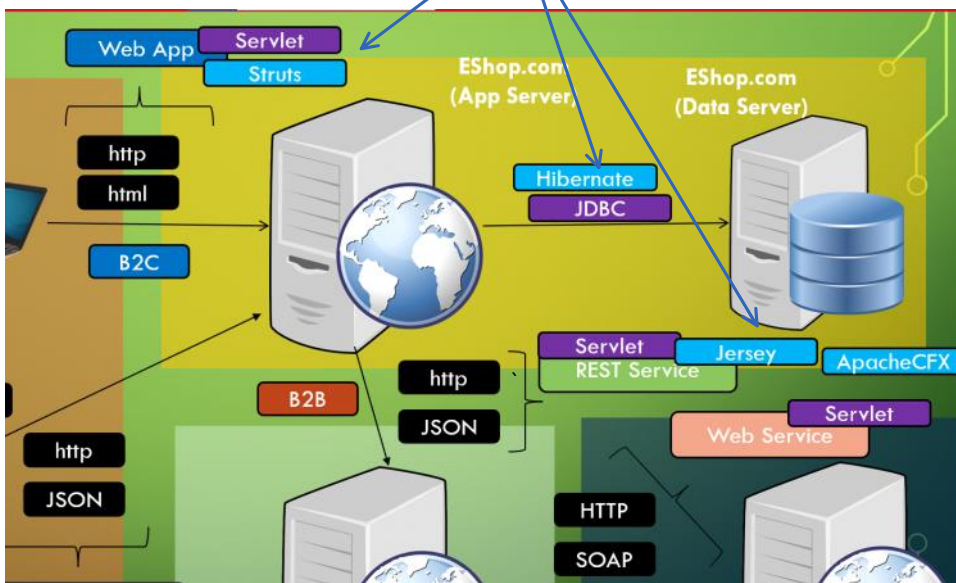 Web App
Servlet
Struts
EShop.com
(App Server)
EShop.com
(Data Server)
http
html
Hibernate
JDBC
B2C
Servlet
Jersey
ApacheCFX
REST Service
http
JSON
B2B
Servlet
Web Service
http
JSON
HTTP
SOAP